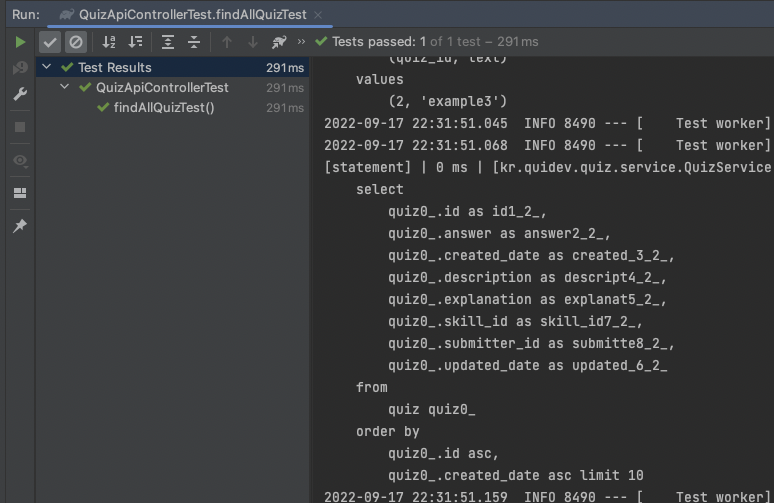 Run: QuizApiControllerTest.findAllQuizTest
Tests passed: 1 of 1 test – 291 ms
Test Results 291 ms
QuizApiControllerTest 291 ms
findAllQuizTest() 291 ms
(quiz_id, text)
values
(2, 'example3')
2022-09-17 22:31:51.045  INFO 8490 --- [    Test worker]
2022-09-17 22:31:51.068  INFO 8490 --- [    Test worker]
[statement] | 0 ms | [kr.quidev.quiz.service.QuizService
select
quiz0_.id as id1_2_,
quiz0_.answer as answer2_2_,
quiz0_.created_date as created_3_2_,
quiz0_.description as descript4_2_,
quiz0_.explanation as explanat5_2_,
quiz0_.skill_id as skill_id7_2_,
quiz0_.submitter_id as submitte8_2_,
quiz0_.updated_date as updated_6_2_
from
quiz quiz0_
order by
quiz0_.id asc,
quiz0_.created_date asc limit 10
2022-09-17 22:31:51.159  INFO 8490 --- [    Test worker]